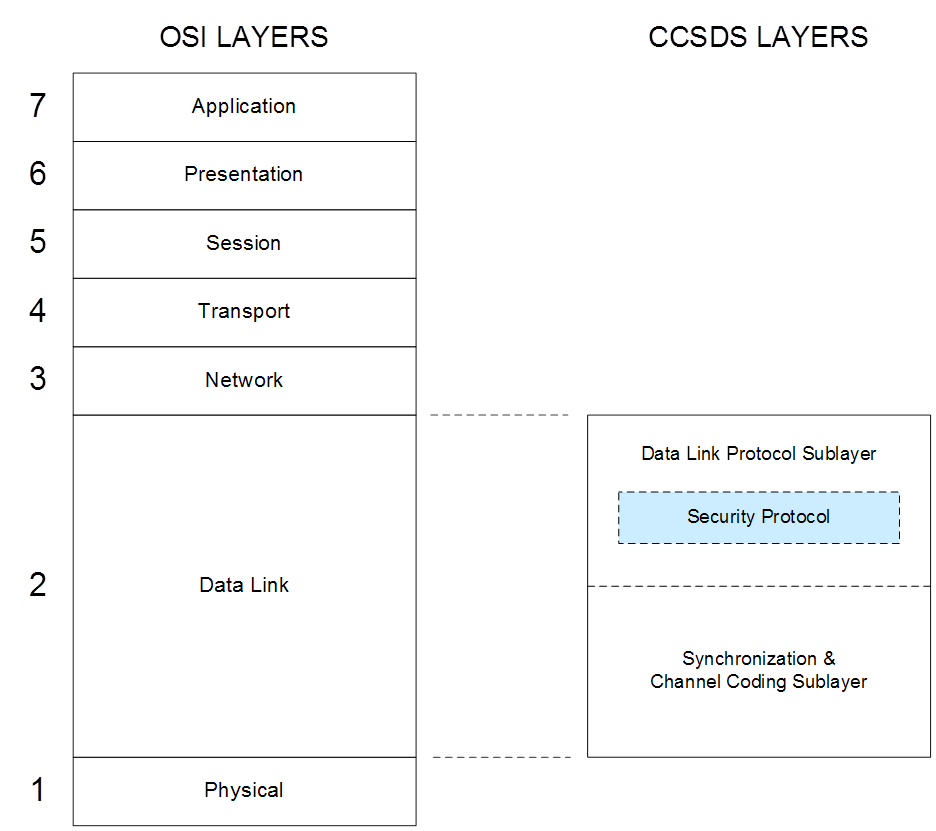 OSI LAYERS
CCSDS LAYERS
7
Application
6
Presentation
5
Session
4
Transport
3
Network
Data Link Protocol Sublayer
Security Protocol
2
Data Link
Synchronization &
Channel Coding Sublayer
1
Physical